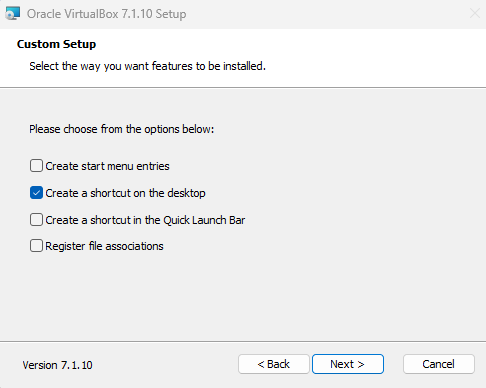 Oracle VirtualBox 7.1.10 Setup
Custom Setup
Select the way you want features to be installed.
Please choose from the options below:
Create start menu entries
Create a shortcut on the desktop
Create a shortcut in the Quick Launch Bar
Register file associations
Version 7.1.10
< Back
Next >
Cancel